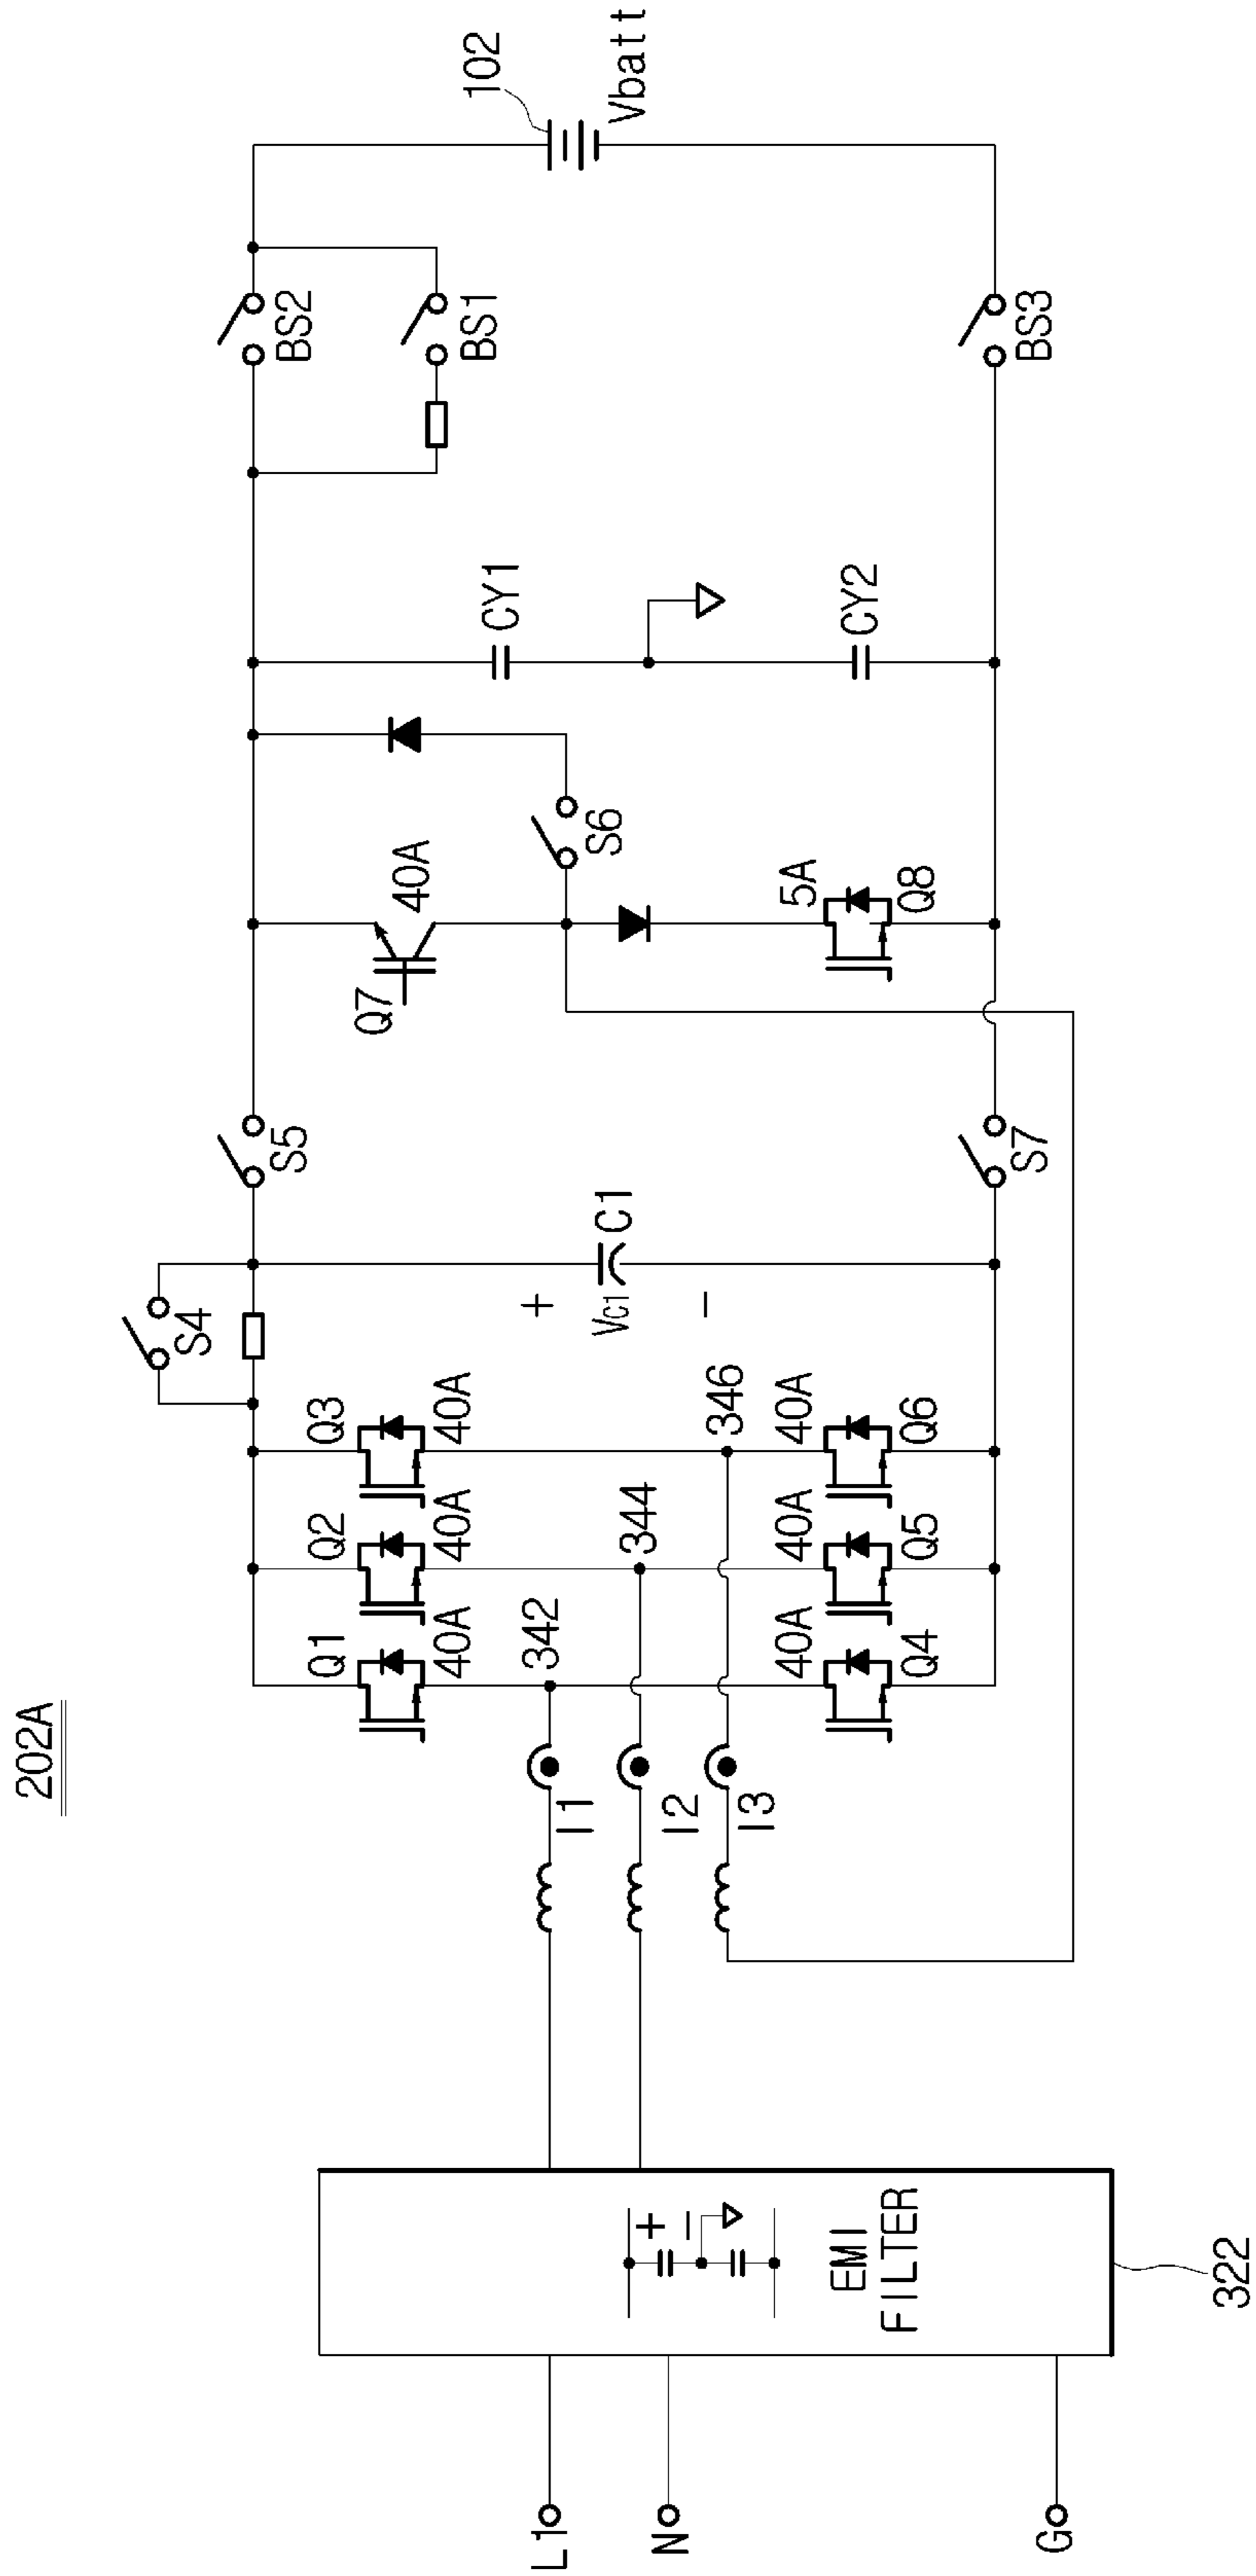 202A
L1
N
G
EMI
FILTER
+
−
322
I1
I2
I3
342
344
346
Q1
40A
Q2
40A
Q3
40A
40A
Q4
40A
Q5
40A
Q6
S4
+
VC1
−
C1
S5
S7
Q7
40A
S6
5A
Q8
CY1
CY2
BS2
BS1
BS3
102
Vbatt